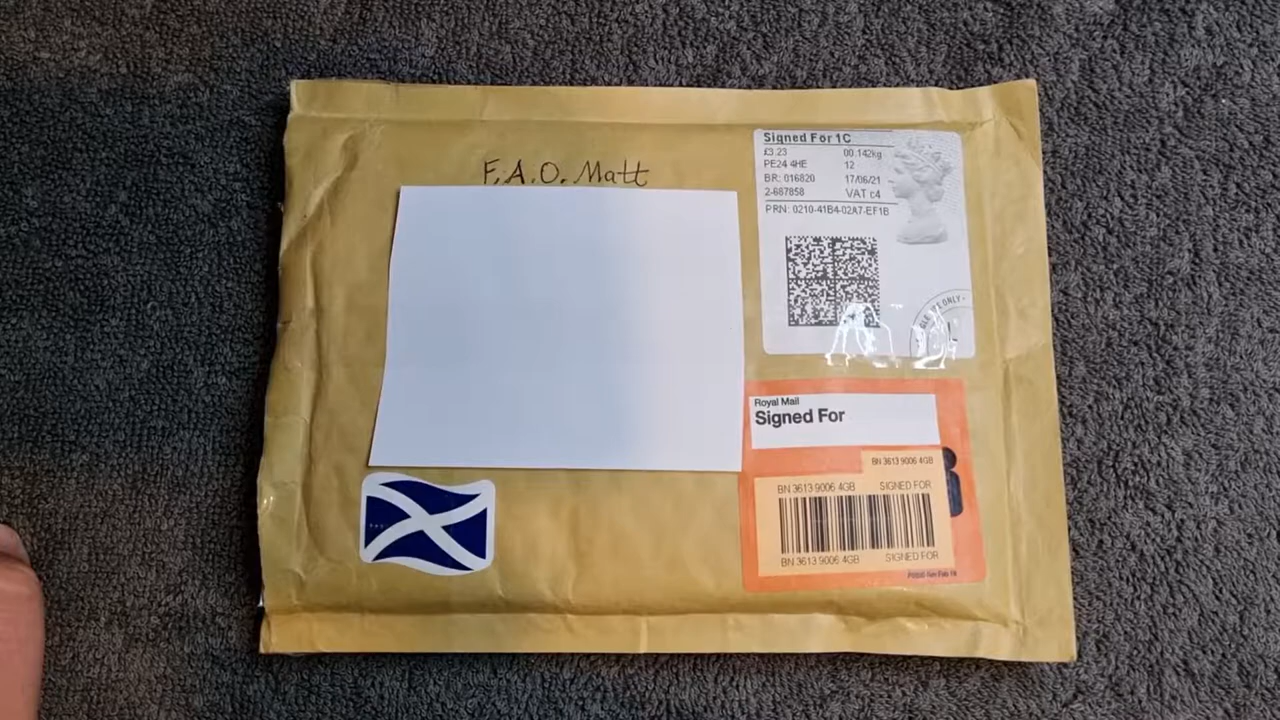 F.A.O. Matt
Signed For 1C
£3.23 00.142kg
PE24 4HE 12
BR: 016820 17/06/21
2-687858 VAT c4
PRN: 0210-41B4-02A7-EF1B
Royal Mail
Signed For
BN 3613 9006 4GB
BN 3613 9006 4GB SIGNED FOR
BN 3613 9006 4GB SIGNED FOR